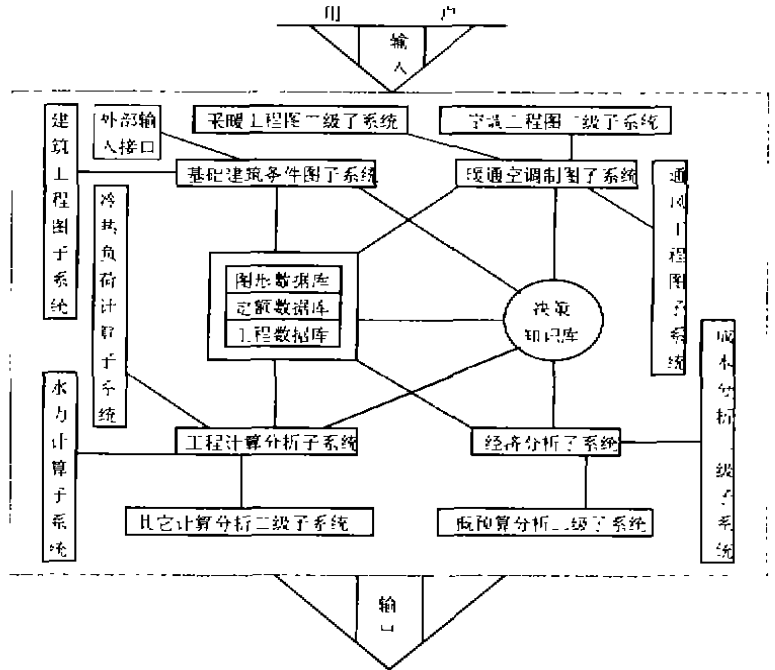 用户
输入
建筑工程图子系统
外部输
入接口
采暖工程图二级子系统
空调工程图二级子系统
基础建筑条件图子系统
暖通空调制图子系统
通风工程图子系统
冷热负荷计算子系统
图形数据库
定额数据库
工程数据库
决策
知识库
成本分析二级子系统
水力计算子系统
工程计算分析子系统
经济分析子系统
其它计算分析二级子系统
概预算分析二级子系统
输